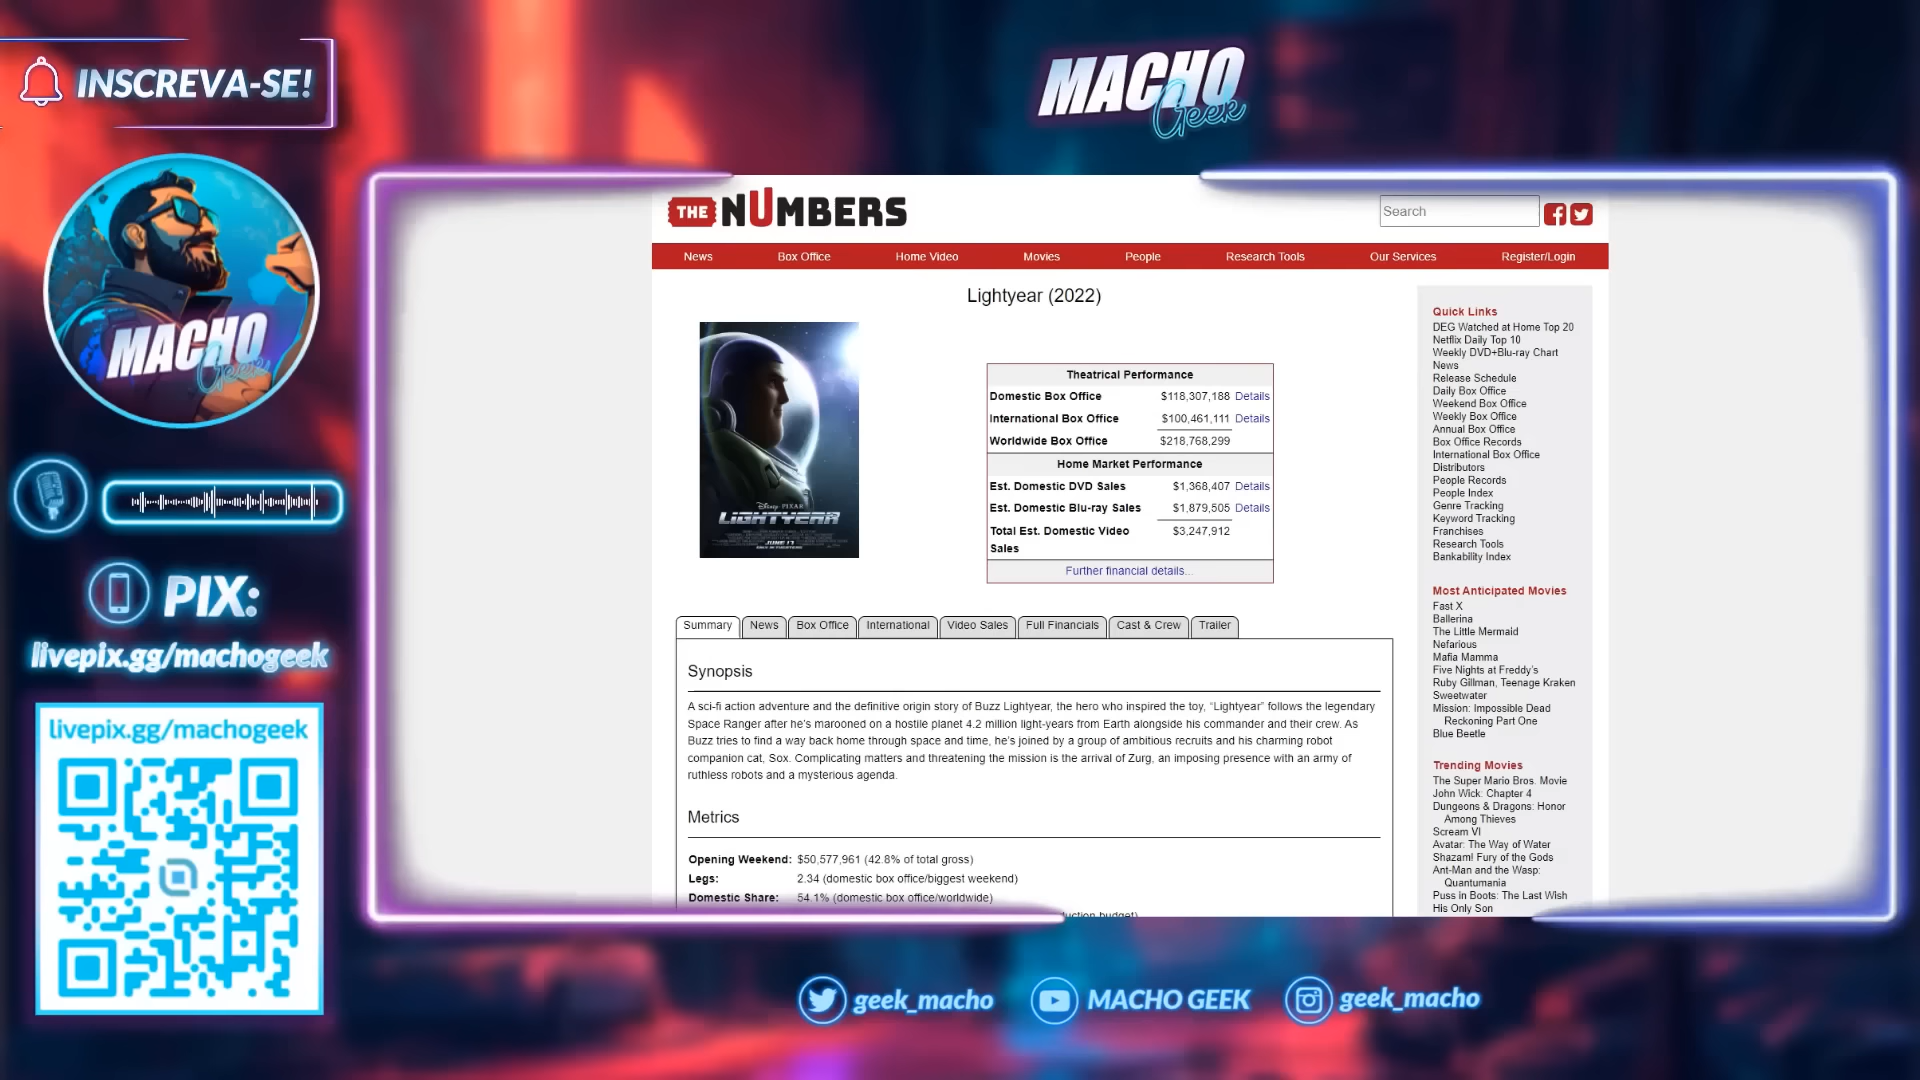 INSCREVA-SE!
MACHO
Geek
MACHO
Geek
PIX:
livepix.gg/machogeek
livepix.gg/machogeek
THE NUMBERS
Search
News Box Office Home Video Movies People Research Tools Our Services Register/Login
Lightyear (2022)
Disney PIXAR
LIGHTYEAR
JUNE 17
Theatrical Performance
Domestic Box Office $118,307,188 Details
International Box Office $100,461,111 Details
Worldwide Box Office $218,768,299
Home Market Performance
Est. Domestic DVD Sales $1,368,407 Details
Est. Domestic Blu-ray Sales $1,879,505 Details
Total Est. Domestic Video $3,247,912
Sales
Further financial details...
Summary News Box Office International Video Sales Full Financials Cast & Crew Trailer
Synopsis
A sci-fi action adventure and the definitive origin story of Buzz Lightyear, the hero who inspired the toy, “Lightyear” follows the legendary
Space Ranger after he’s marooned on a hostile planet 4.2 million light-years from Earth alongside his commander and their crew. As
Buzz tries to find a way back home through space and time, he’s joined by a group of ambitious recruits and his charming robot
companion cat, Sox. Complicating matters and threatening the mission is the arrival of Zurg, an imposing presence with an army of
ruthless robots and a mysterious agenda.
Metrics
Opening Weekend: $50,577,961 (42.8% of total gross)
Legs: 2.34 (domestic box office/biggest weekend)
Domestic Share: 54.1% (domestic box office/worldwide)
budget)
Quick Links
DEG Watched at Home Top 20
Netflix Daily Top 10
Weekly DVD+Blu-ray Chart
News
Release Schedule
Daily Box Office
Weekend Box Office
Weekly Box Office
Annual Box Office
Box Office Records
International Box Office
Distributors
People Records
People Index
Genre Tracking
Keyword Tracking
Franchises
Research Tools
Bankability Index
Most Anticipated Movies
Fast X
Ballerina
The Little Mermaid
Nefarious
Mafia Mamma
Five Nights at Freddy’s
Ruby Gillman, Teenage Kraken
Sweetwater
Mission: Impossible Dead
Reckoning Part One
Blue Beetle
Trending Movies
The Super Mario Bros. Movie
John Wick: Chapter 4
Dungeons & Dragons: Honor
Among Thieves
Scream VI
Avatar: The Way of Water
Shazam! Fury of the Gods
Ant-Man and the Wasp:
Quantumania
Puss in Boots: The Last Wish
His Only Son
geek_macho MACHO GEEK geek_macho